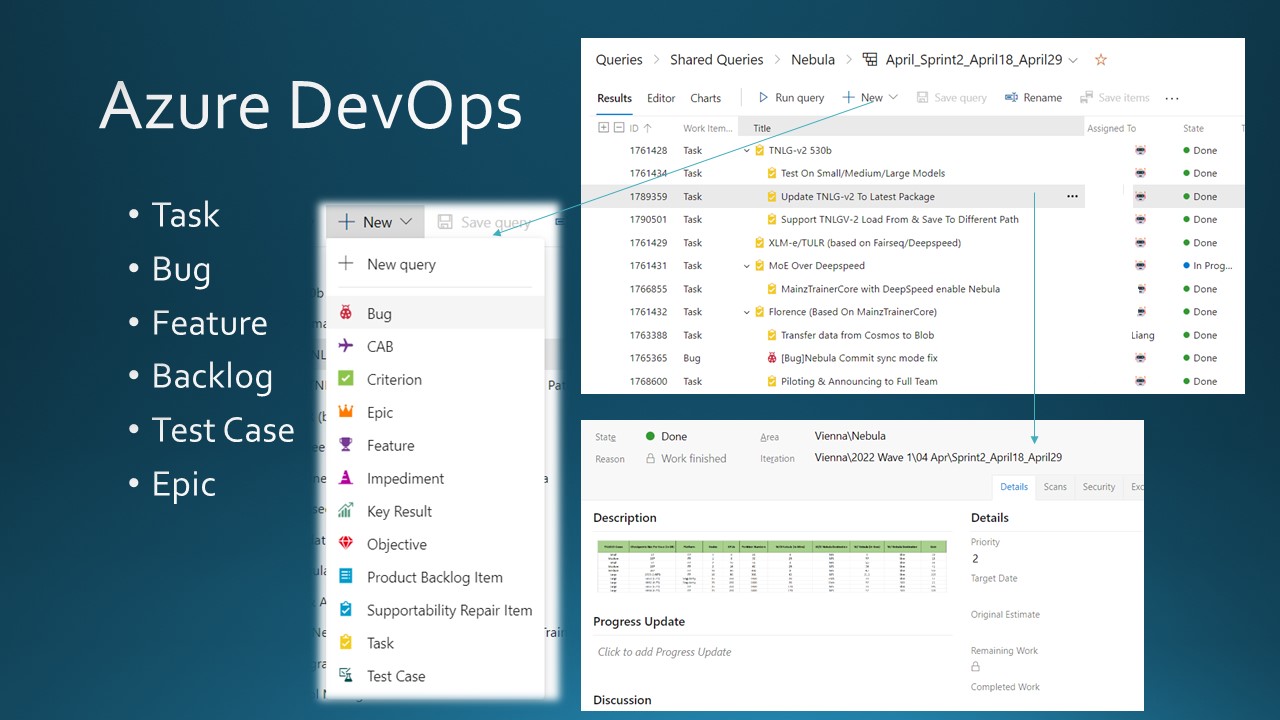 Azure DevOps
• Task
• Bug
• Feature
• Backlog
• Test Case
• Epic
New Save query
New query
Bug
CAB
Criterion
Epic
Feature
Impediment
Key Result
Objective
Product Backlog Item
Supportability Repair Item
Task
Test Case
Queries > Shared Queries > Nebula > April_Sprint2_April18_April29
Results Editor Charts Run query New Save query Rename Save items ...
ID Work Item... Title Assigned To State
1761428 Task TNLG-v2 530b Done
1761434 Task Test On Small/Medium/Large Models Done
1789359 Task Update TNLG-v2 To Latest Package ... Done
1790501 Task Support TNLGV-2 Load From & Save To Different Path Done
1761429 Task XLM-e/TULR (based on Fairseq/Deepspeed) Done
1761431 Task MoE Over Deepspeed In Prog...
1766855 Task MainzTrainerCore with DeepSpeed enable Nebula Done
1761432 Task Florence (Based On MainzTrainerCore) Done
1763388 Task Transfer data from Cosmos to Blob Liang Done
1765365 Bug [Bug]Nebula Commit sync mode fix Done
1768600 Task Piloting & Announcing to Full Team Done
State Done Area Vienna\Nebula
Reason Work finished Iteration Vienna\2022 Wave 1\04 Apr\Sprint2_April18_April29
Details Scans Security Exc
Description
Progress Update
Click to add Progress Update
Discussion
Details
Priority
2
Target Date
Original Estimate
Remaining Work
Completed Work